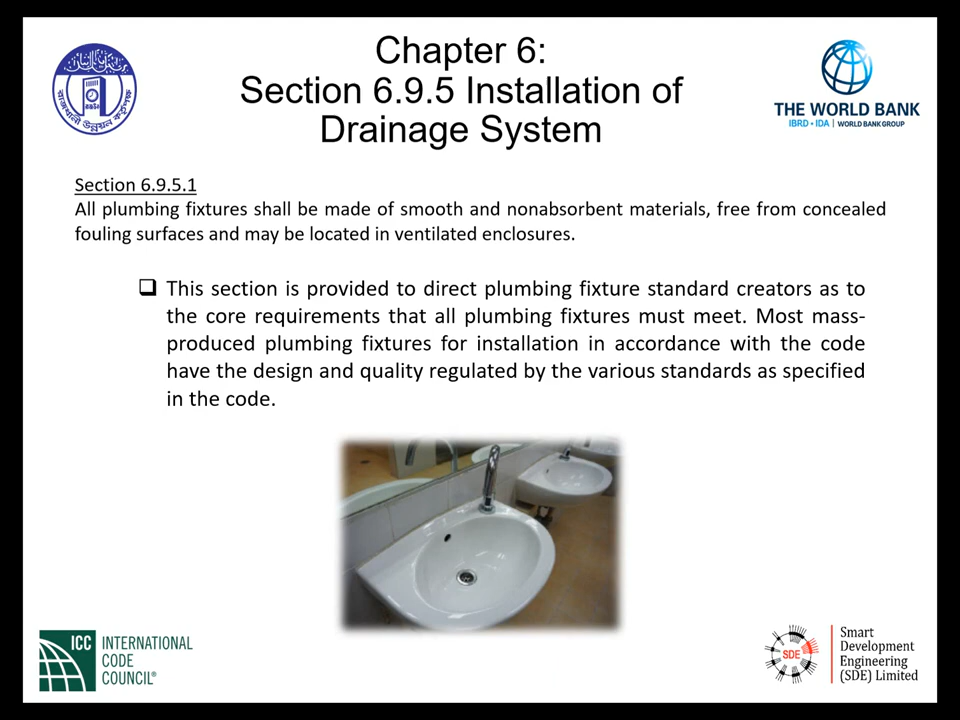 Chapter 6:
Section 6.9.5 Installation of
Drainage System
রাজধানী উন্নয়ন কর্তৃপক্ষ
THE WORLD BANK
IBRD • IDA | WORLD BANK GROUP
Section 6.9.5.1
All plumbing fixtures shall be made of smooth and nonabsorbent materials, free from concealed
fouling surfaces and may be located in ventilated enclosures.
❑ This section is provided to direct plumbing fixture standard creators as to
the core requirements that all plumbing fixtures must meet. Most mass-
produced plumbing fixtures for installation in accordance with the code
have the design and quality regulated by the various standards as specified
in the code.
ICC INTERNATIONAL
CODE
COUNCIL®
SDE
Smart
Development
Engineering
(SDE) Limited